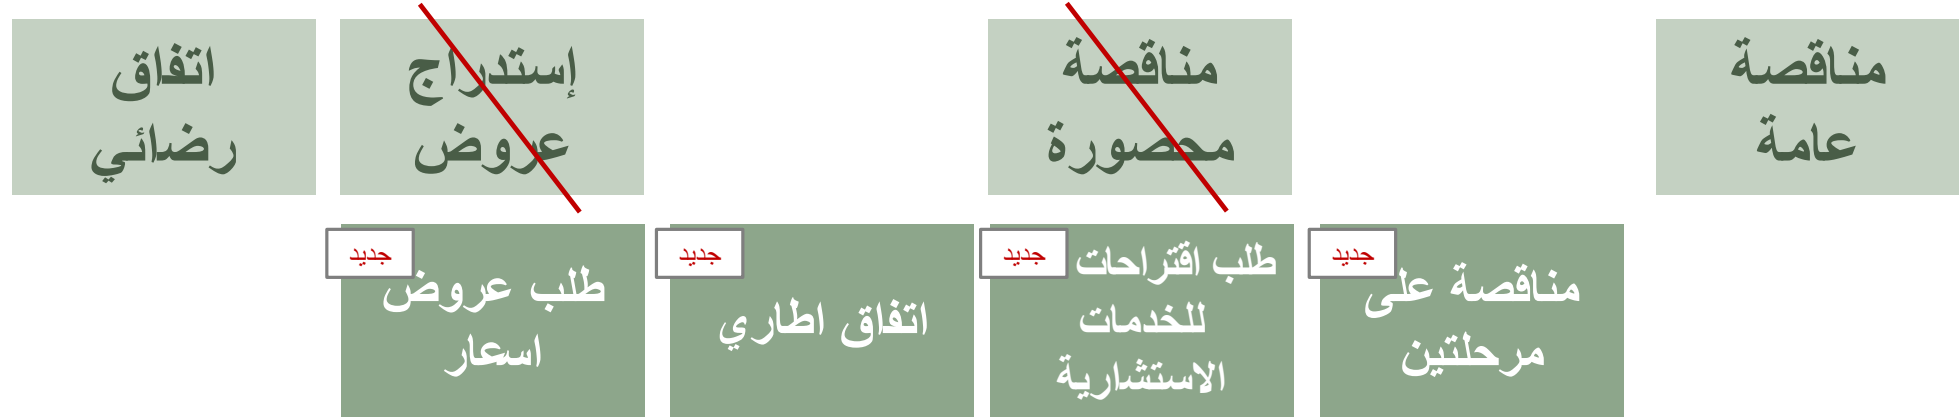 مناقصة
عامة
مناقصة
محصورة
إستدراج
عروض
اتفاق
رضائي
جديد
مناقصة على
مرحلتين
جديد
طلب اقتراحات
للخدمات
الاستشارية
جديد
اتفاق اطاري
جديد
طلب عروض
اسعار